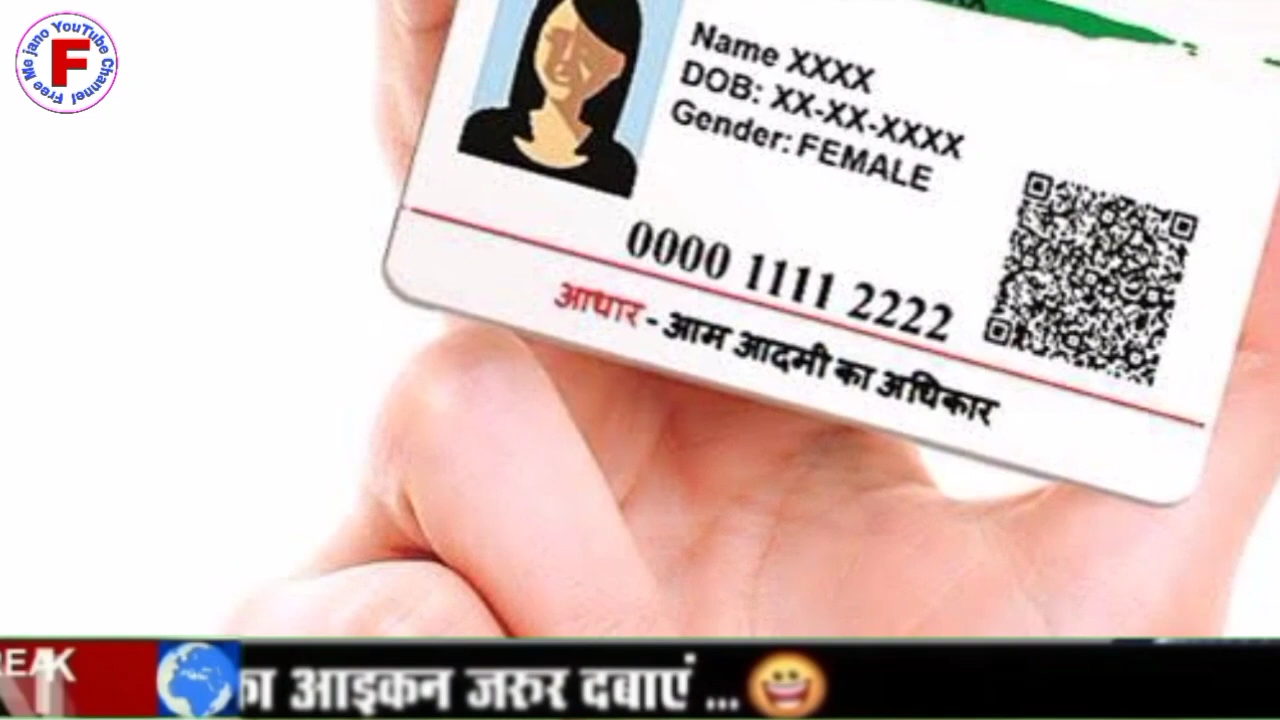 Free Me jano YouTube Channel
F
Name XXXX
DOB: XX-XX-XXXX
Gender: FEMALE
0000 1111 2222
आधार - आम आदमी का अधिकार
का आइकन जरुर दबाएं ...